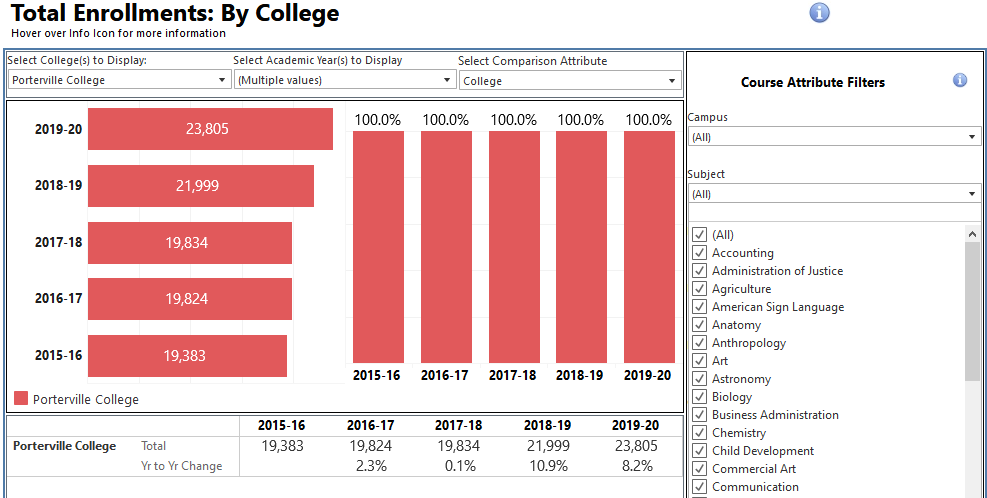 Total Enrollments: By College
Hover over Info Icon for more information
Select College(s) to Display:
Porterville College
Select Academic Year(s) to Display
(Multiple values)
Select Comparison Attribute
College
2019-20 23,805
2018-19 21,999
2017-18 19,834
2016-17 19,824
2015-16 19,383
100.0% 100.0% 100.0% 100.0% 100.0%
2015-16 2016-17 2017-18 2018-19 2019-20
Porterville College
2015-16 2016-17 2017-18 2018-19 2019-20
Porterville College Total 19,383 19,824 19,834 21,999 23,805
Yr to Yr Change 2.3% 0.1% 10.9% 8.2%
Course Attribute Filters
Campus
(All)
Subject
(All)
(All)
Accounting
Administration of Justice
Agriculture
American Sign Language
Anatomy
Anthropology
Art
Astronomy
Biology
Business Administration
Chemistry
Child Development
Commercial Art
Communication